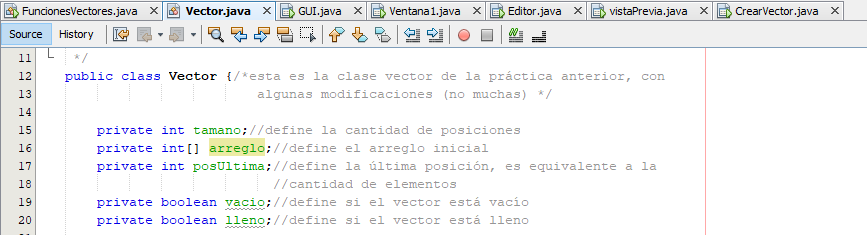 FuncionesVectores.java Vector.java GUI.java Ventana1.java Editor.java vistaPrevia.java CrearVector.java
Source History
11 */
12 public class Vector {/*esta es la clase vector de la práctica anterior, con
13 algunas modificaciones (no muchas) */
14
15 private int tamano;//define la cantidad de posiciones
16 private int[] arreglo;//define el arreglo inicial
17 private int posUltima;//define la última posición, es equivalente a la
18 //cantidad de elementos
19 private boolean vacio;//define si el vector está vacío
20 private boolean lleno;//define si el vector está lleno